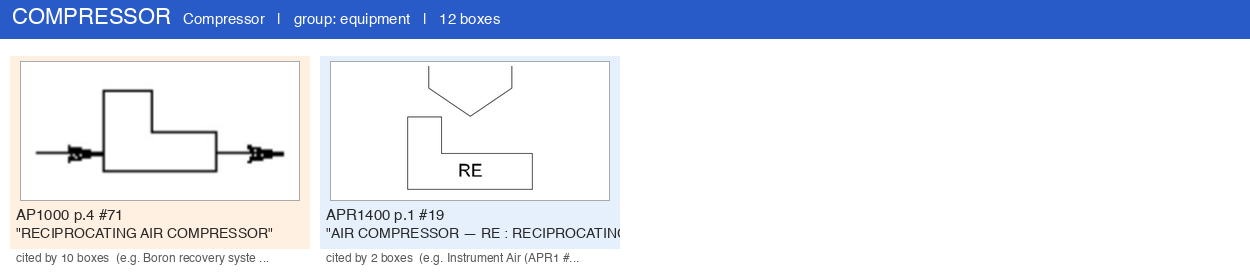 COMPRESSOR Compressor | group: equipment | 12 boxes
RE
AP1000 p.4 #71
"RECIPROCATING AIR COMPRESSOR"
cited by 10 boxes (e.g. Boron recovery syste ...
APR1400 p.1 #19
"AIR COMPRESSOR — RE : RECIPROCATING
cited by 2 boxes (e.g. Instrument Air (APR1 #...